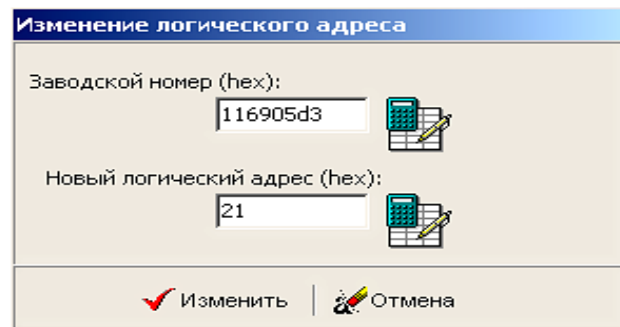 Изменение логического адреса
Заводской номер (hex):
116905d3
Новый логический адрес (hex):
21
Изменить Отмена